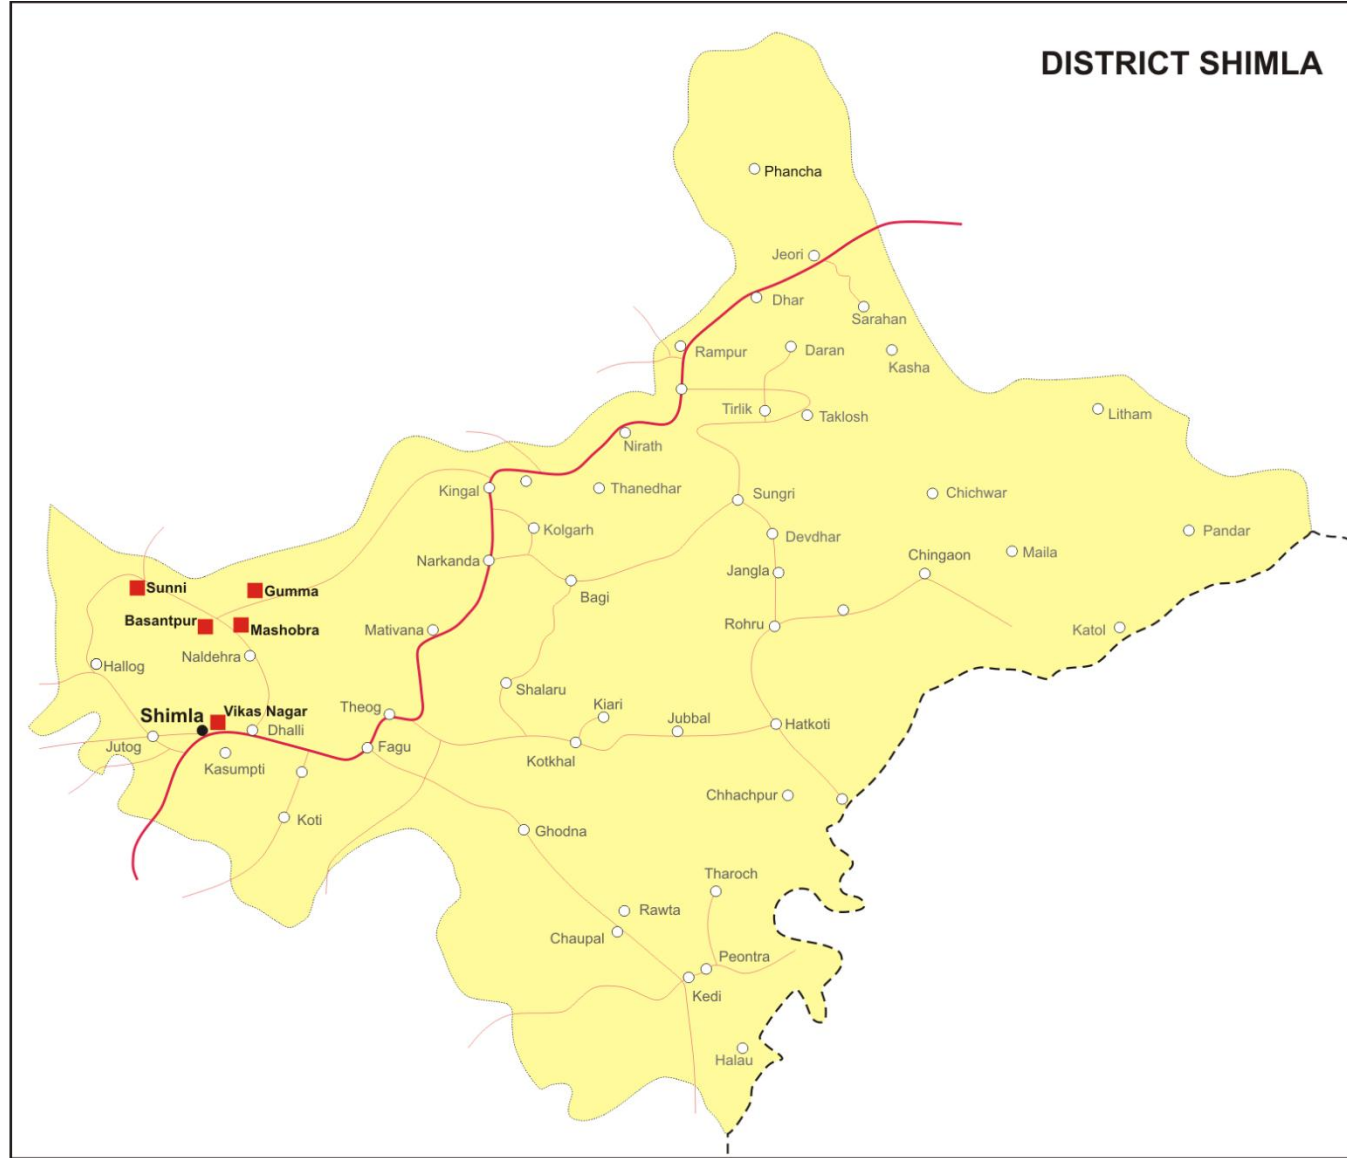 DISTRICT SHIMLA
Phancha
Jeori
Dhar
Sarahan
Rampur
Daran
Kasha
Tirlik
Taklosh
Litham
Nirath
Kingal
Thanedhar
Sungri
Chichwar
Kolgarh
Devdhar
Pandar
Narkanda
Chingaon
Maila
Jangla
Sunni
Gumma
Bagi
Basantpur
Mashobra
Mativana
Rohru
Katol
Naldehra
Hallog
Shalaru
Kiari
Theog
Vikas Nagar
Shimla
Jubbal
Hatkoti
Dhalli
Jutog
Fagu
Kasumpti
Kotkhal
Chhachpur
Koti
Ghodna
Tharoch
Rawta
Chaupal
Peontra
Kedi
Halau